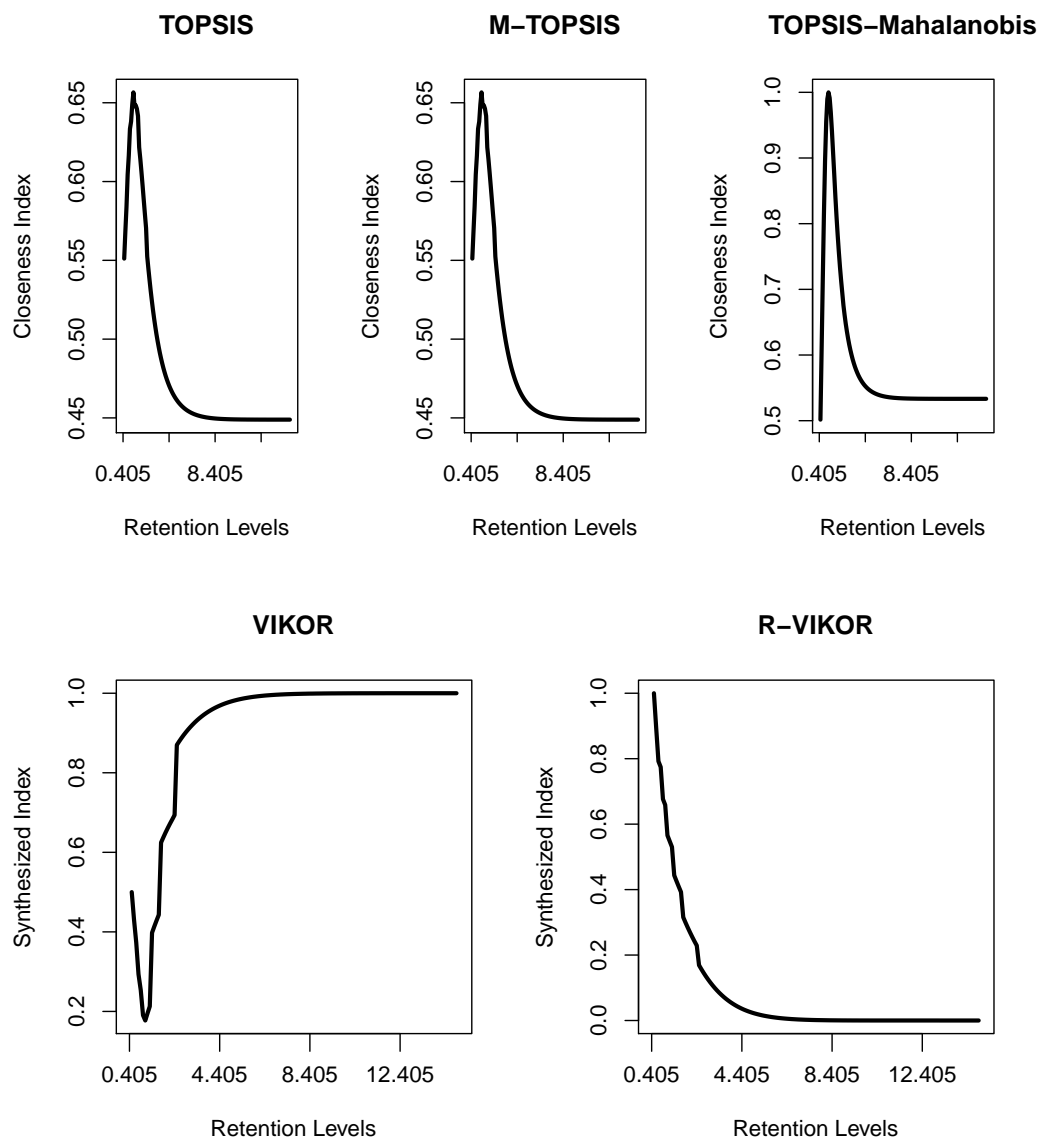 TOPSIS
M−TOPSIS
TOPSIS−Mahalanobis
Closeness Index
0.65
0.60
0.55
0.50
0.45
0.405
8.405
Retention Levels
Closeness Index
0.65
0.60
0.55
0.50
0.45
0.405
8.405
Retention Levels
Closeness Index
1.0
0.9
0.8
0.7
0.6
0.5
0.405
8.405
Retention Levels
VIKOR
R−VIKOR
Synthesized Index
1.0
0.8
0.6
0.4
0.2
0.405
4.405
8.405
12.405
Retention Levels
Synthesized Index
1.0
0.8
0.6
0.4
0.2
0.0
0.405
4.405
8.405
12.405
Retention Levels